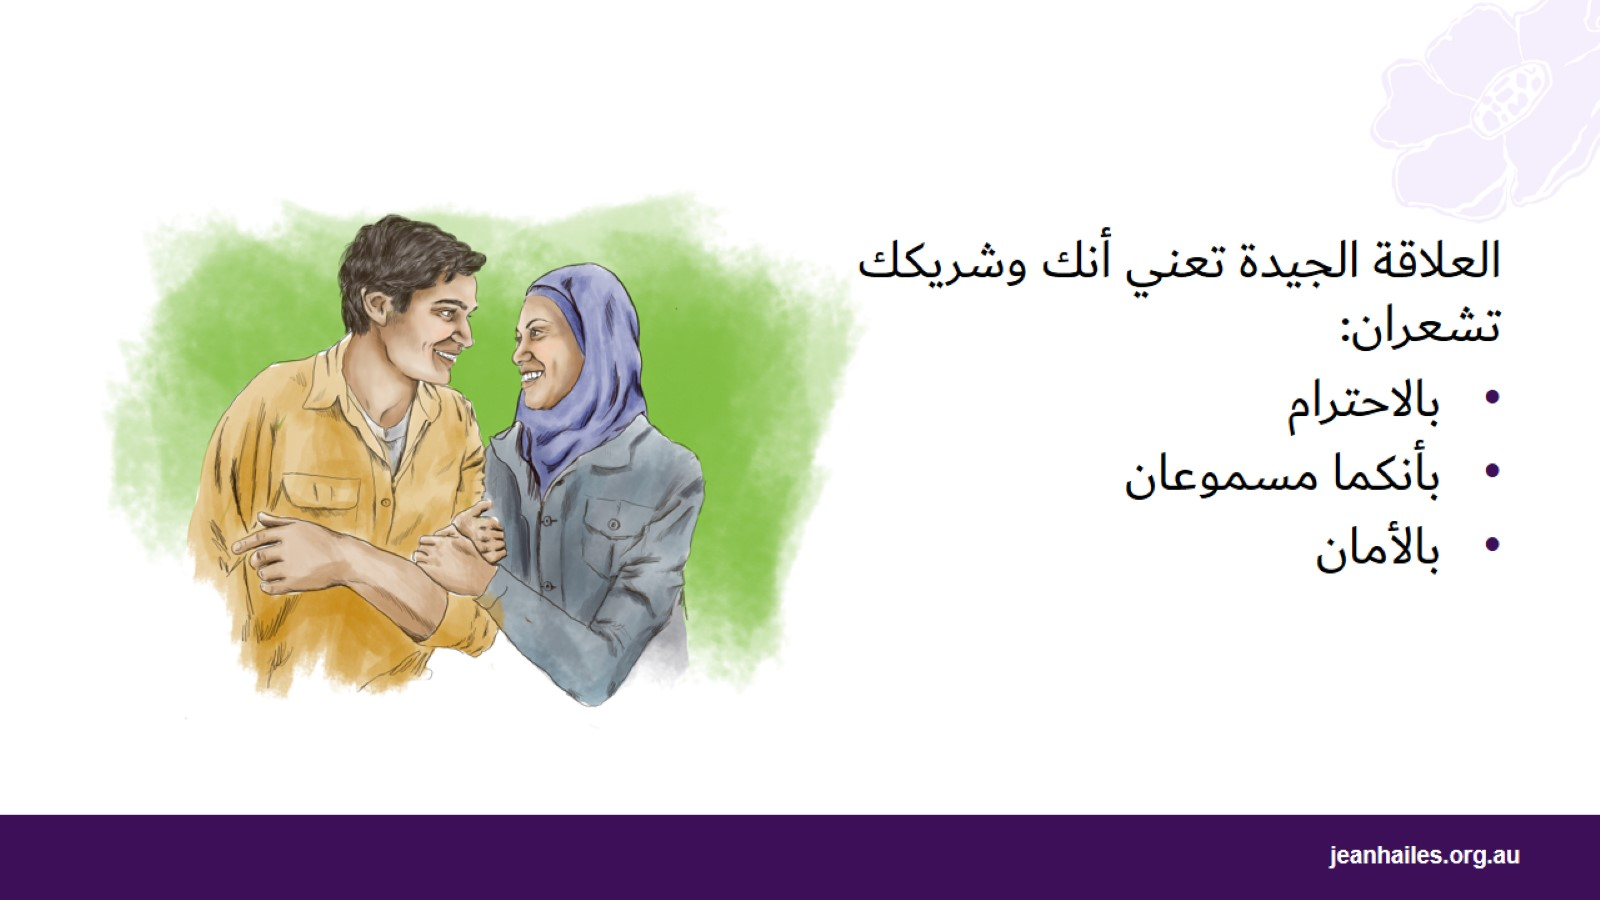 العلاقة الجيدة تعني أنك وشريكك
تشعران:
• بالاحترام
• بأنكما مسموعان
• بالأمان
jeanhailes.org.au